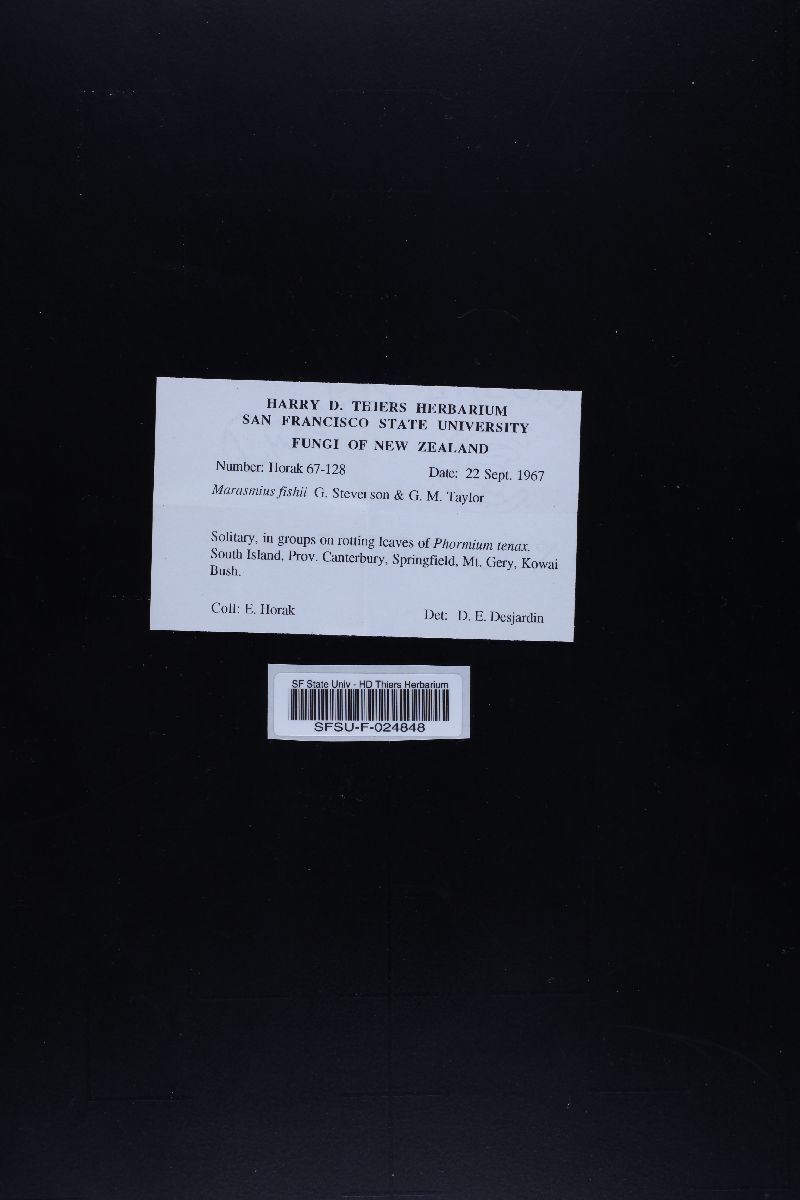 HARRY D. THIERS HERBARIUM
SAN FRANCISCO STATE UNIVERSITY
FUNGI OF NEW ZEALAND
Number: Horak 67-128 Date: 22 Sept. 1967
Marasmius fishii G. Stevenson & G. M. Taylor
Solitary, in groups on rotting leaves of Phormium tenax.
South Island, Prov. Canterbury, Springfield, Mt. Gery, Kowai
Bush.
Coll: E. Horak Det: D. E. Desjardin
SF State Univ - HD Thiers Herbarium
SFSU-F-024848